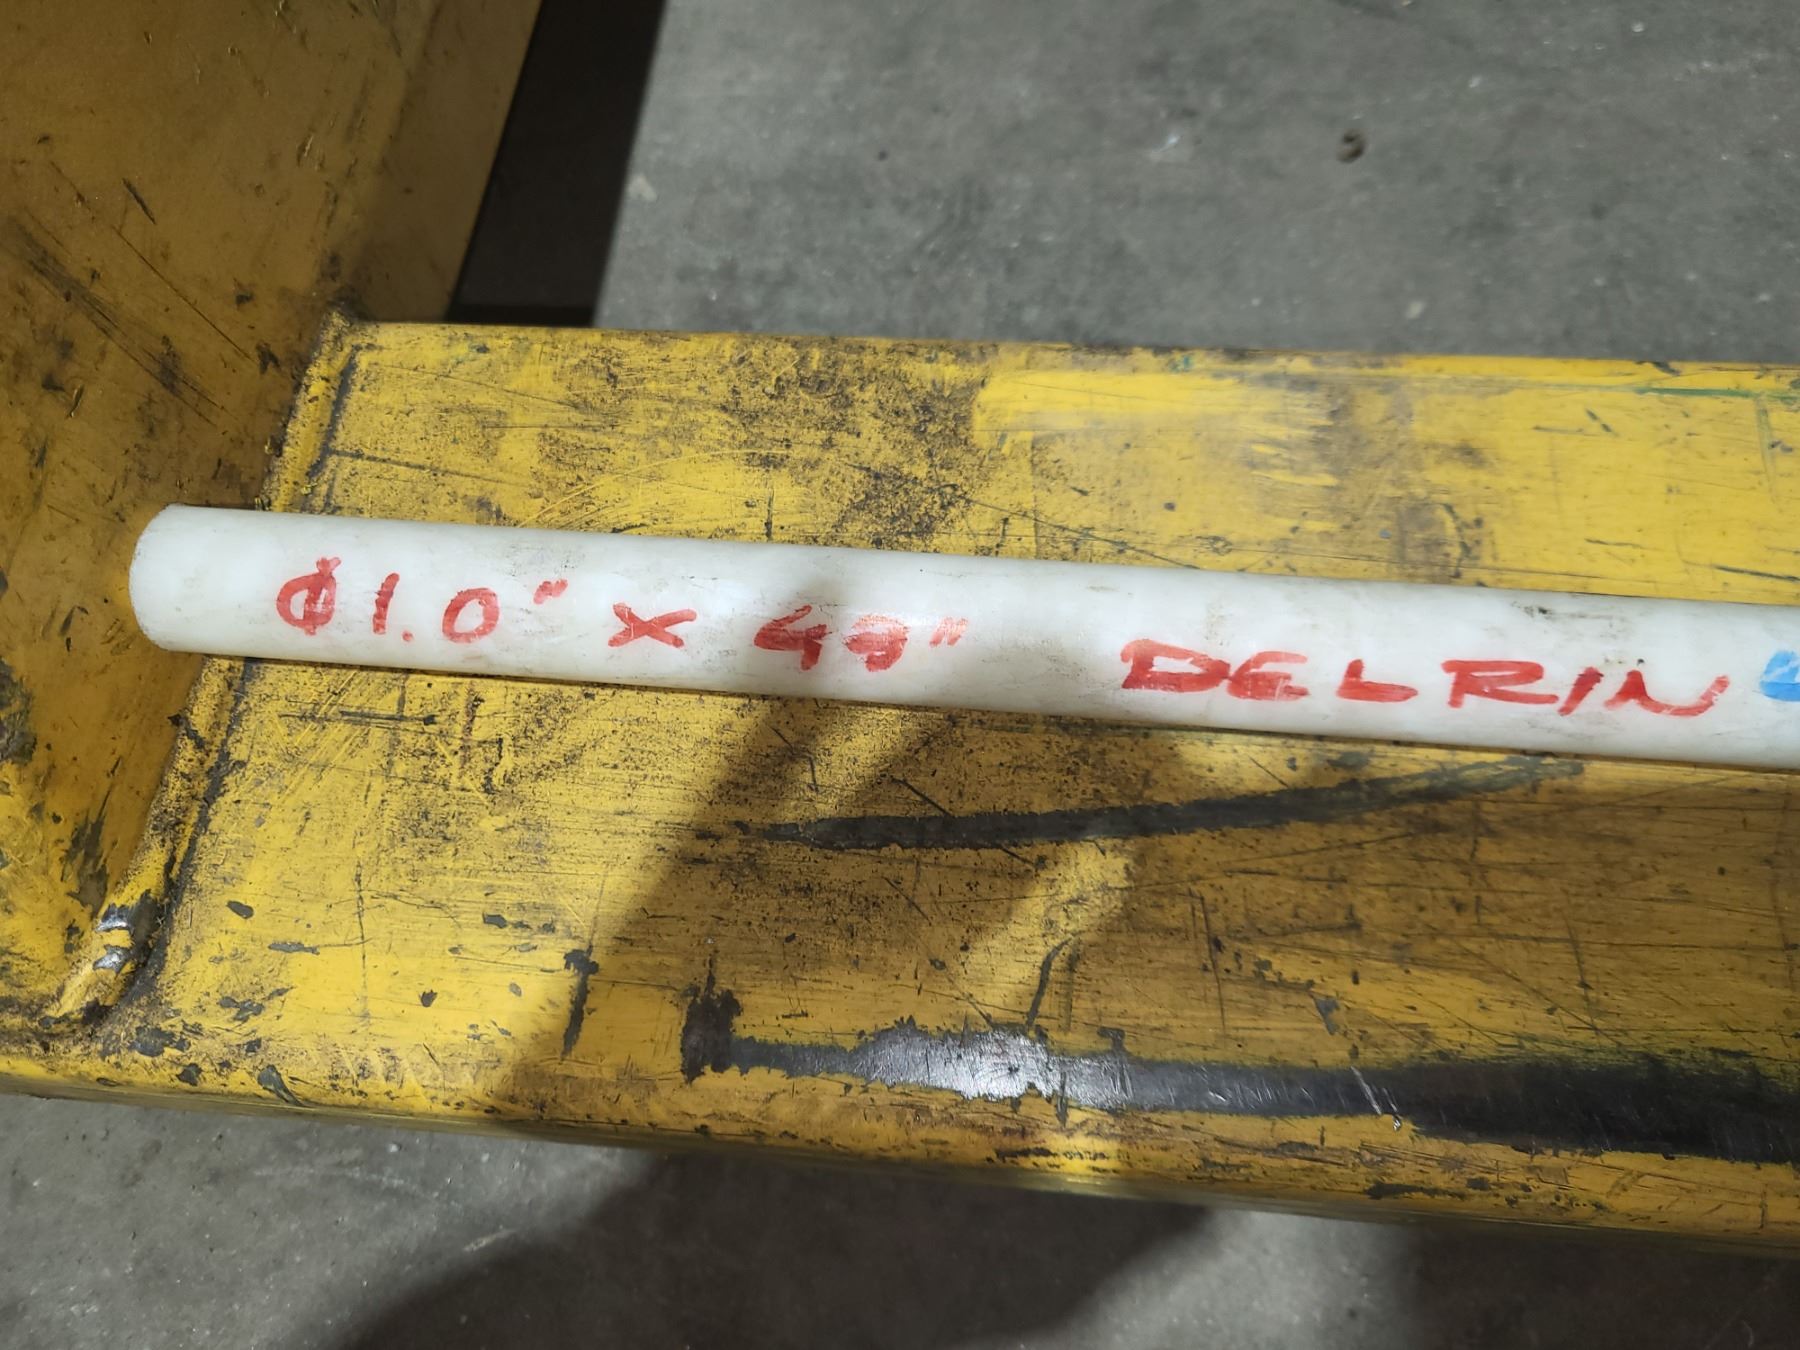 Ø1.0" X 49" DELRIN